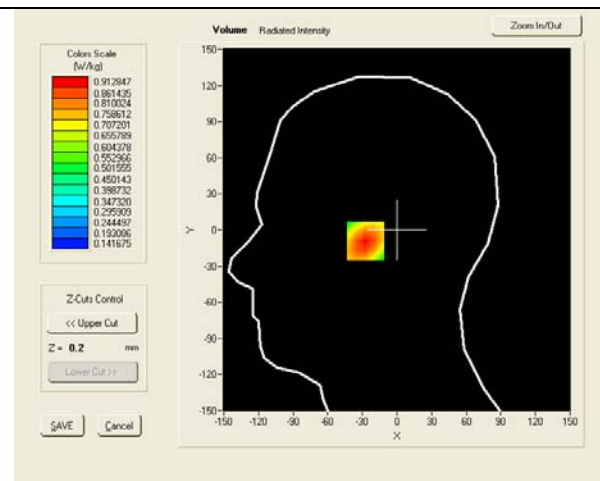 Volume Radiated Intensity
Zoom In/Out
Colors Scale
(W/kg)
0.912847
0.861435
0.810024
0.758612
0.707201
0.655789
0.604378
0.552966
0.501555
0.450143
0.398732
0.347320
0.295909
0.244497
0.193086
0.141675
Z-Cuts Control
<< Upper Cut
Z = 0.2 mm
Lower Cut >>
SAVE Cancel
150
120
90
60
30
0
-30
-60
-90
-120
-150
Y
-150 -120 -90 -60 -30 0 30 60 90 120 150
X